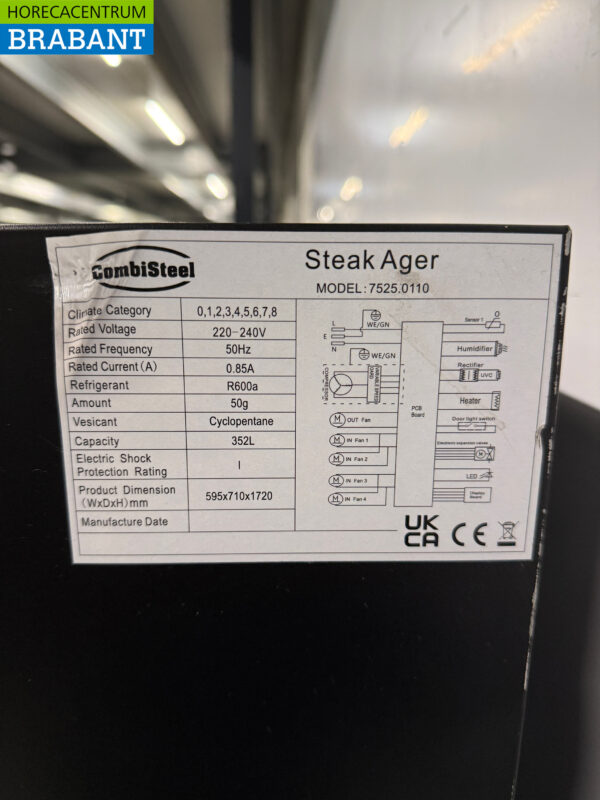 HORECACENTRUM
BRABANT
CombiSteel
Steak Ager
MODEL: 7525.0110
Climate Category 0,1,2,3,4,5,6,7,8
Rated Voltage 220-240V
Rated Frequency 50Hz
Rated Current (A) 0.85A
Refrigerant R600a
Amount 50g
Vesicant Cyclopentane
Capacity 352L
Electric Shock
Protection Rating I
Product Dimension
(WxDxH)mm 595x710x1720
Manufacture Date
L
E
N
WE/GN
WE/GN
COMPRESSOR
M OUT Fan
M IN Fan 1
M IN Fan 2
M IN Fan 3
M IN Fan 4
PCB
Board
Sensor 1
Humidifier
Rectifier
UVC
Heater
Door light switch
Electronic expansion valves
M
LED
Display
Board
UK
CA
CE